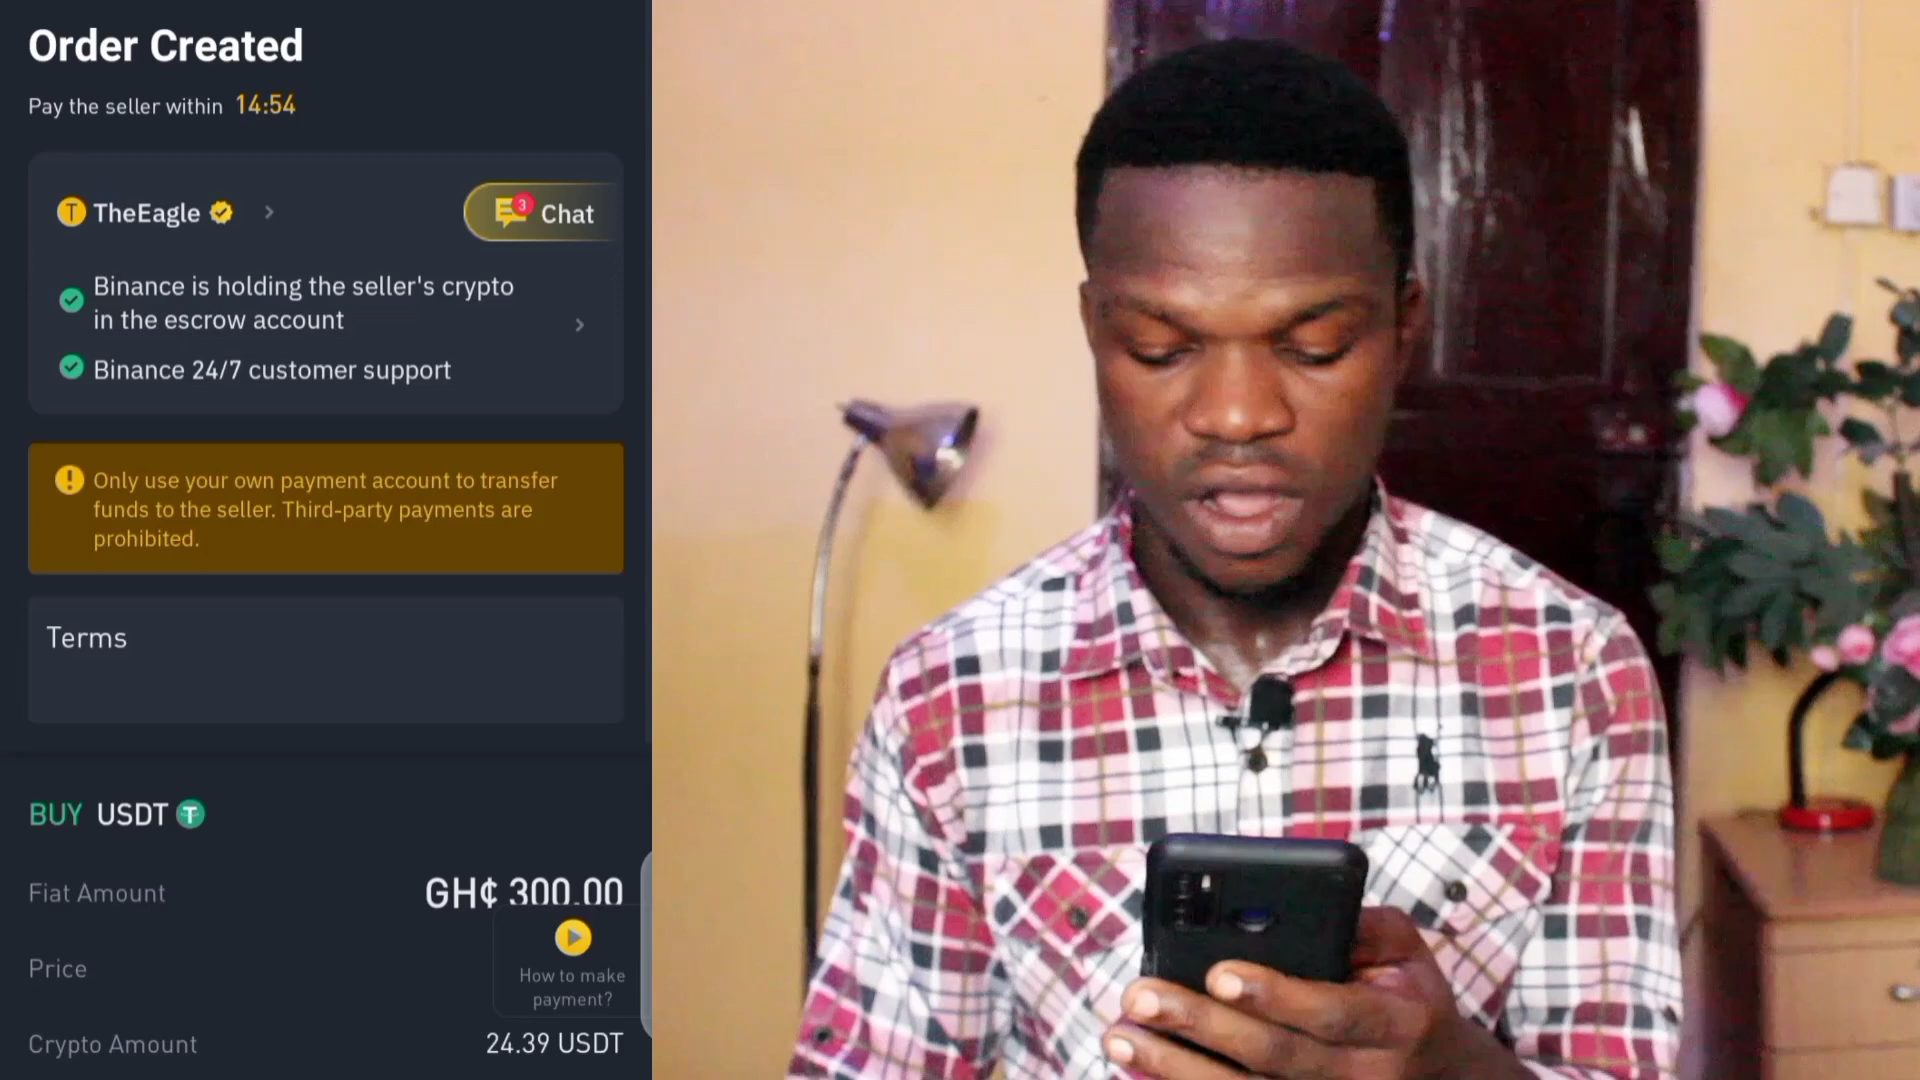 Order Created
Pay the seller within 14:54
T TheEagle
3 Chat
Binance is holding the seller's crypto
in the escrow account
Binance 24/7 customer support
Only use your own payment account to transfer
funds to the seller. Third-party payments are
prohibited.
Terms
BUY USDT
Fiat Amount GH¢ 300.00
Price
How to make
payment?
Crypto Amount 24.39 USDT